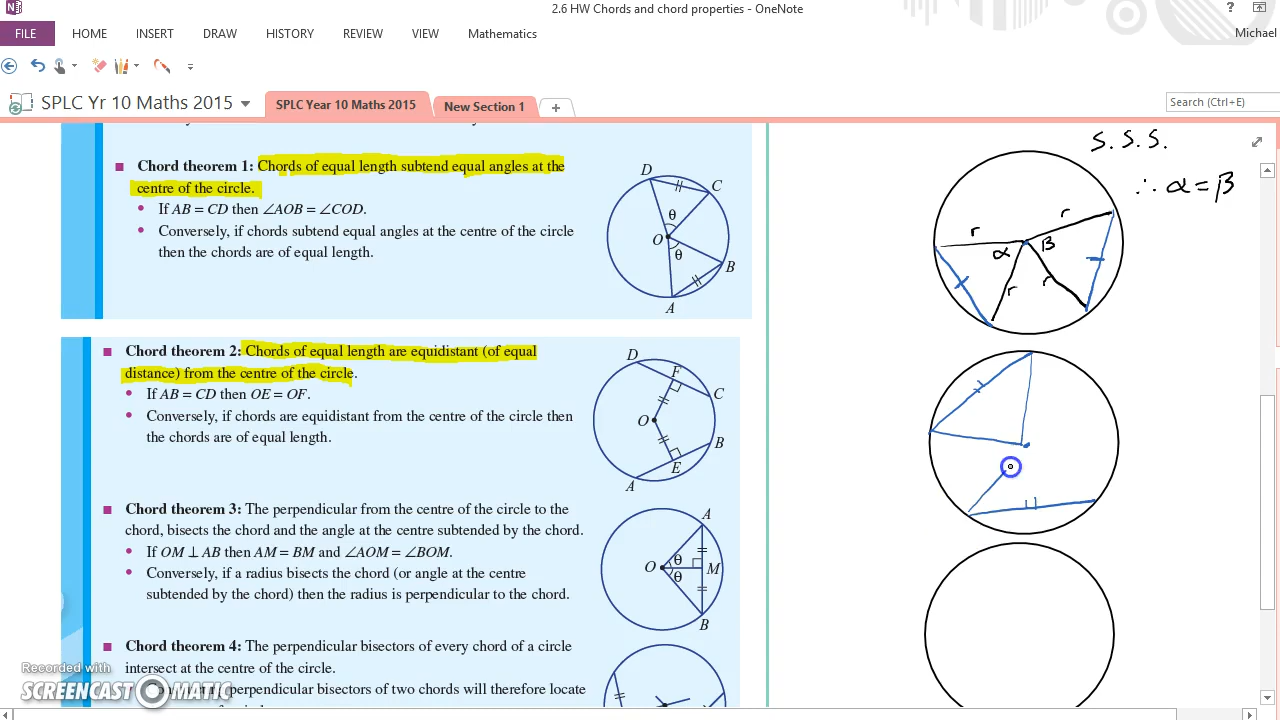 2.6 HW Chords and chord properties - OneNote
FILE HOME INSERT DRAW HISTORY REVIEW VIEW Mathematics Michael
SPLC Yr 10 Maths 2015
SPLC Year 10 Maths 2015
New Section 1
Search (Ctrl+E)
Chord theorem 1: Chords of equal length subtend equal angles at the
centre of the circle.
If AB = CD then ∠AOB = ∠COD.
Conversely, if chords subtend equal angles at the centre of the circle
then the chords are of equal length.
D
C
θ
O
θ
B
A
Chord theorem 2: Chords of equal length are equidistant (of equal
distance) from the centre of the circle.
If AB = CD then OE = OF.
Conversely, if chords are equidistant from the centre of the circle then
the chords are of equal length.
D
F
C
O
B
E
A
Chord theorem 3: The perpendicular from the centre of the circle to the
chord, bisects the chord and the angle at the centre subtended by the chord.
If OM ⊥ AB then AM = BM and ∠AOM = ∠BOM.
Conversely, if a radius bisects the chord (or angle at the centre
subtended by the chord) then the radius is perpendicular to the chord.
A
θ
O
M
θ
B
Chord theorem 4: The perpendicular bisectors of every chord of a circle
intersect at the centre of the circle.
perpendicular bisectors of two chords will therefore locate
S.S.S.
∴ α = β
r
r
α
β
r
r
Recorded with
SCREENCAST MATIC